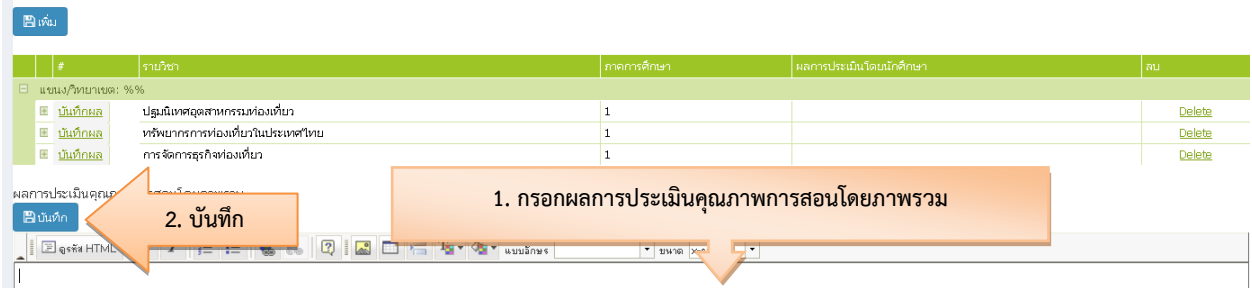 เพิ่ม
# รายวิชา ภาคการศึกษา ผลการประเมินโดยนักศึกษา ลบ
แขนง/วิทยาเขต: %%
บันทึกผล ปฐมนิเทศอุตสาหกรรมท่องเที่ยว 1 Delete
บันทึกผล ทรัพยากรการท่องเที่ยวในประเทศไทย 1 Delete
บันทึกผล การจัดการธุรกิจท่องเที่ยว 1 Delete
1. กรอกผลการประเมินคุณภาพการสอนโดยภาพรวม
ผลการประเมินคุณภ
บันทึก
2. บันทึก
ดูรหัส HTML แบบอักษร ขนาด